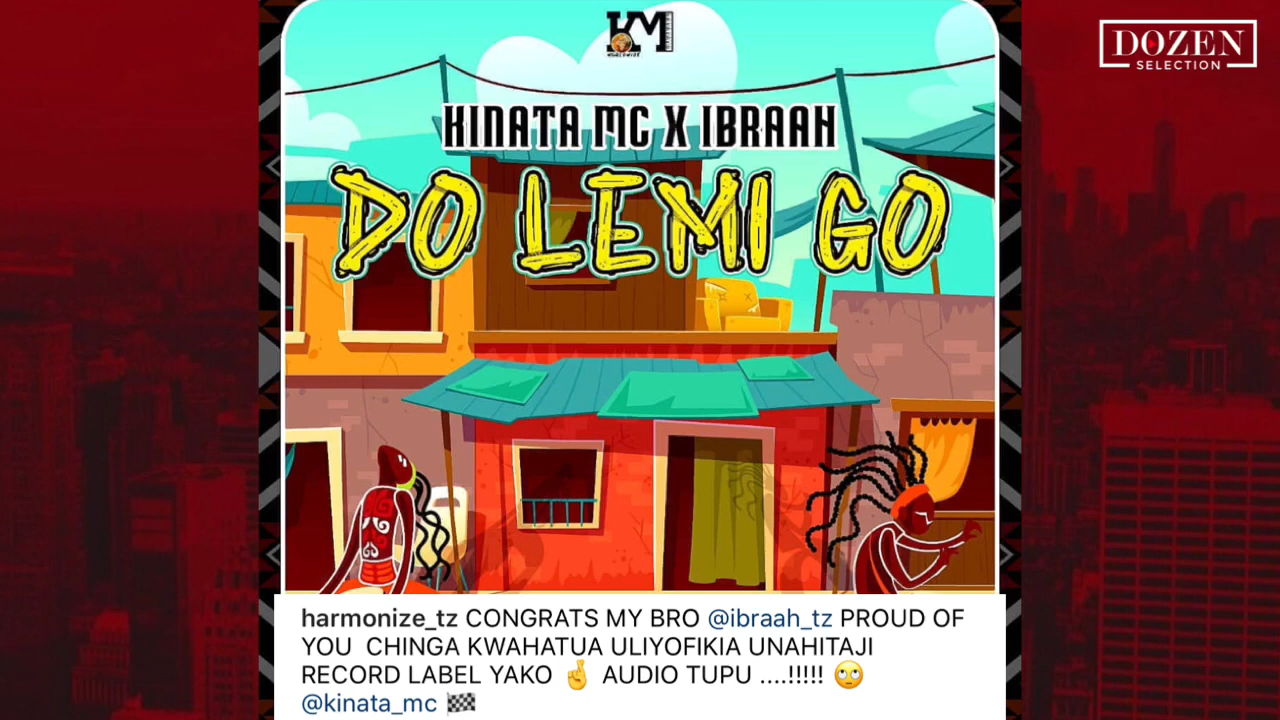 KM
WORLDWIDE
DOZEN
SELECTION
KINATA MC X IBRAAH
DO LEMI GO
harmonize_tz CONGRATS MY BRO @ibraah_tz PROUD OF
YOU CHINGA KWAHATUA ULIYOFIKIA UNAHITAJI
RECORD LABEL YAKO 🤞 AUDIO TUPU ....!!!!! 🙄
@kinata_mc 🏁